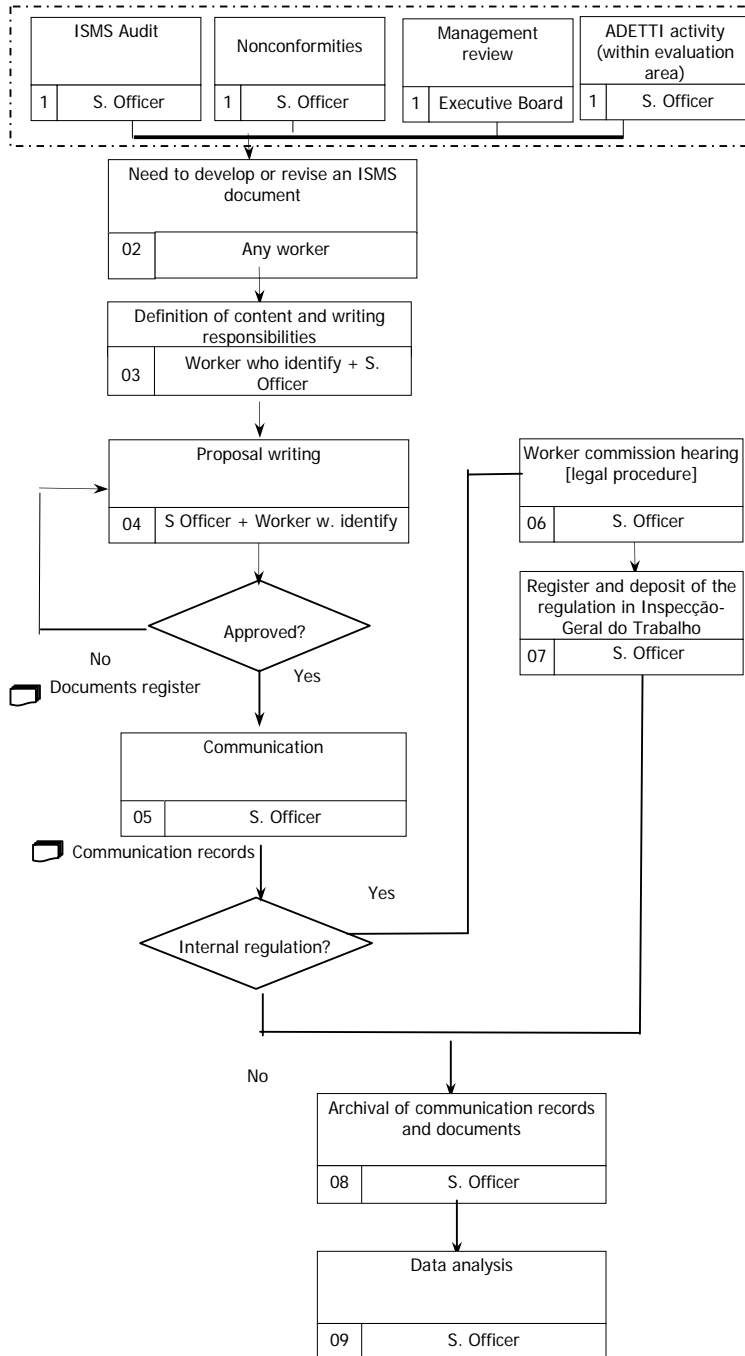 ISMS Audit
1 S. Officer
Nonconformities
1 S. Officer
Management
review
1 Executive Board
ADETTI activity
(within evaluation
area)
1 S. Officer
Need to develop or revise an ISMS
document
02 Any worker
Definition of content and writing
responsibilities
03 Worker who identify + S.
Officer
Proposal writing
04 S Officer + Worker w. identify
Approved?
No
Yes
Documents register
Communication
05 S. Officer
Communication records
Internal regulation?
Yes
No
Worker commission hearing
[legal procedure]
06 S. Officer
Register and deposit of the
regulation in Inspecção-
Geral do Trabalho
07 S. Officer
Archival of communication records
and documents
08 S. Officer
Data analysis
09 S. Officer